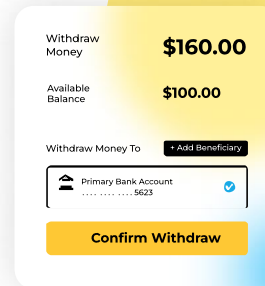 Withdraw
Money
$160.00
Available
Balance
$100.00
Withdraw Money To
+ Add Beneficiary
Primary Bank Account
.... .... .... 5623
Confirm Withdraw